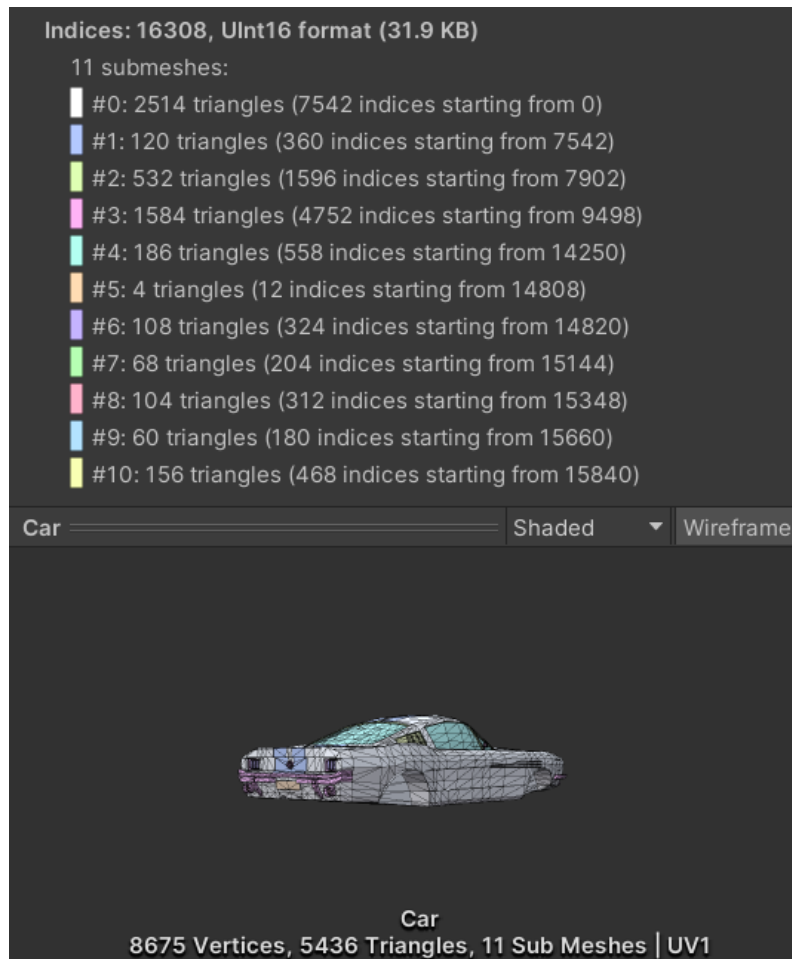 Indices: 16308, UInt16 format (31.9 KB)
11 submeshes:
#0: 2514 triangles (7542 indices starting from 0)
#1: 120 triangles (360 indices starting from 7542)
#2: 532 triangles (1596 indices starting from 7902)
#3: 1584 triangles (4752 indices starting from 9498)
#4: 186 triangles (558 indices starting from 14250)
#5: 4 triangles (12 indices starting from 14808)
#6: 108 triangles (324 indices starting from 14820)
#7: 68 triangles (204 indices starting from 15144)
#8: 104 triangles (312 indices starting from 15348)
#9: 60 triangles (180 indices starting from 15660)
#10: 156 triangles (468 indices starting from 15840)
Car Shaded Wireframe
Car
8675 Vertices, 5436 Triangles, 11 Sub Meshes | UV1